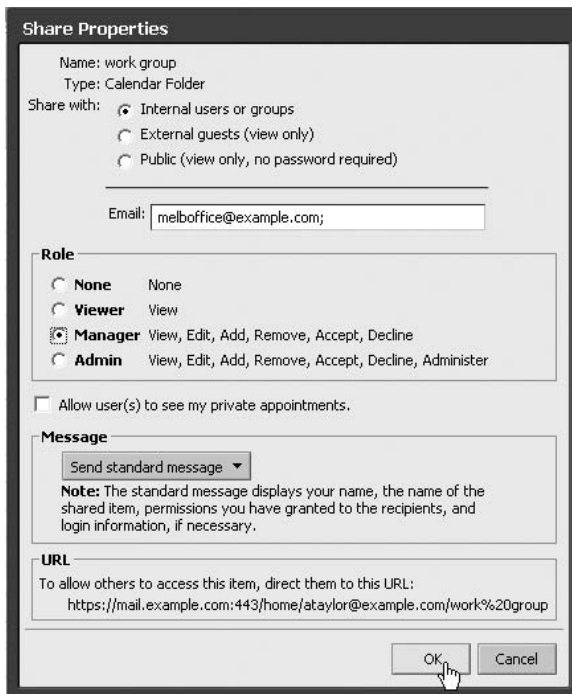 Share Properties
Name: work group
Type: Calendar Folder
Share with: Internal users or groups
External guests (view only)
Public (view only, no password required)
Email: melboffice@example.com;
Role
None None
Viewer View
Manager View, Edit, Add, Remove, Accept, Decline
Admin View, Edit, Add, Remove, Accept, Decline, Administer
Allow user(s) to see my private appointments.
Message
Send standard message
Note: The standard message displays your name, the name of the
shared item, permissions you have granted to the recipients, and
login information, if necessary.
URL
To allow others to access this item, direct them to this URL:
https://mail.example.com:443/home/ataylor@example.com/work%20group
OK Cancel